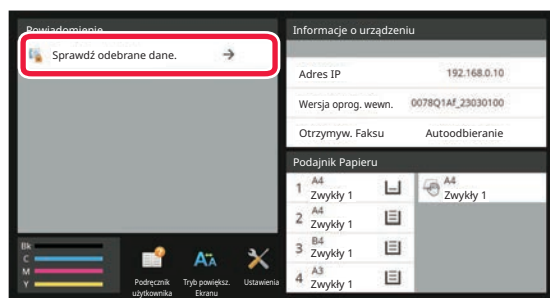 Powiadomienie
Sprawdź odebrane dane.
Informacje o urządzeniu
Adres IP 192.168.0.10
Wersja oprog. wewn. 0078Q1Af_23030100
Otrzymyw. Faksu Autoodbieranie
Podajnik Papieru
1 A4
Zwykły 1
A4
Zwykły 1
2 A4
Zwykły 1
3 B4
Zwykły 1
4 A3
Zwykły 1
Bk
C
M
Y
Podręcznik
użytkownika
Tryb powiększ.
Ekranu
Ustawienia